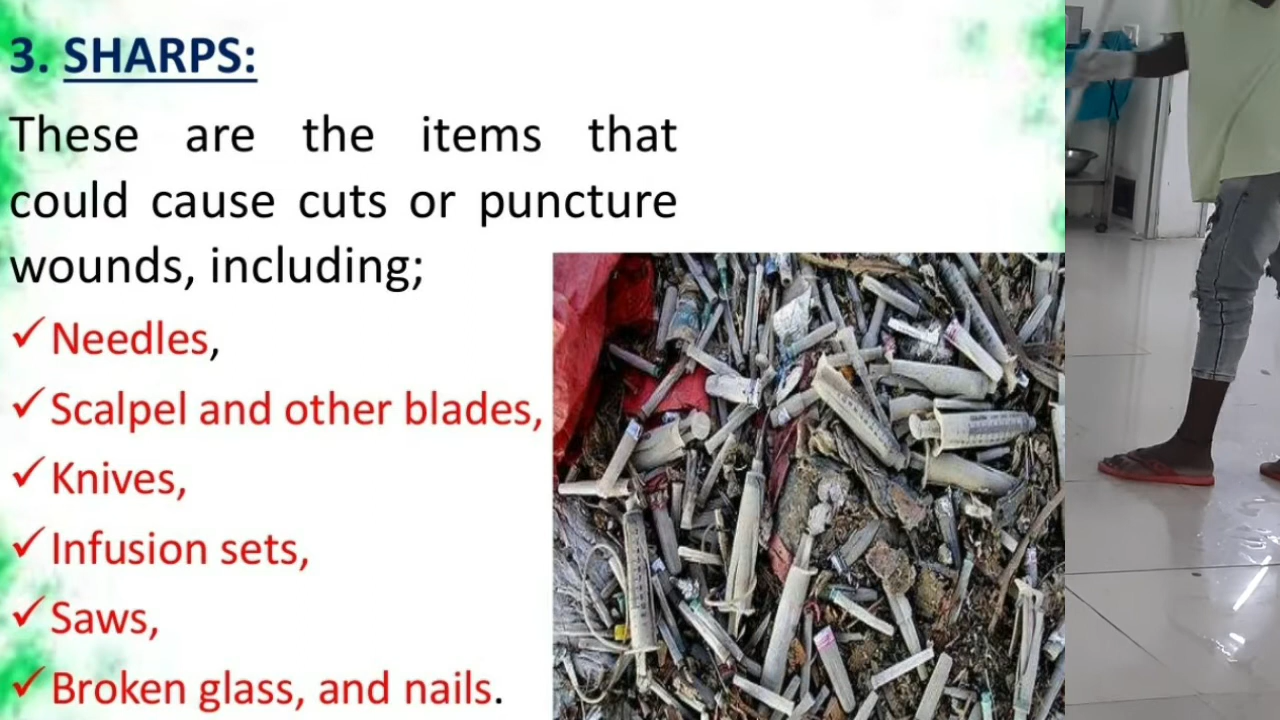 3. SHARPS:
These are the items that
could cause cuts or puncture
wounds, including;
✓Needles,
✓Scalpel and other blades,
✓Knives,
✓Infusion sets,
✓Saws,
✓Broken glass, and nails.